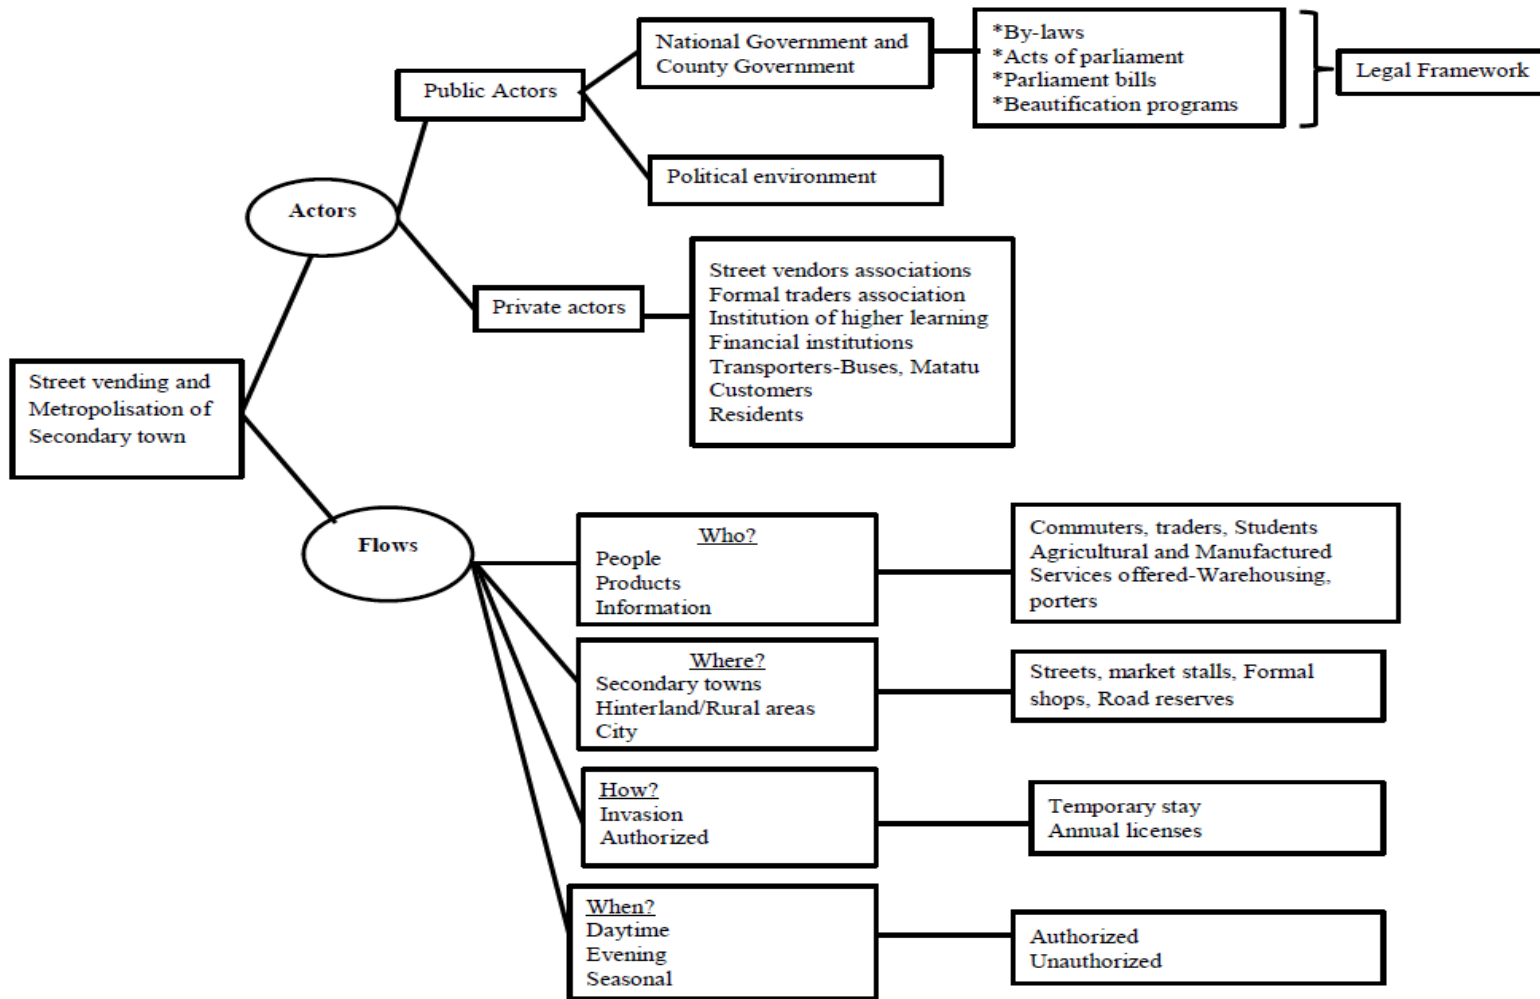 National Government and
County Government
*By-laws
*Acts of parliament
*Parliament bills
*Beautification programs
Legal Framework
Public Actors
Political environment
Actors
Private actors
Street vendors associations
Formal traders association
Institution of higher learning
Financial institutions
Transporters-Buses, Matatu
Customers
Residents
Street vending and
Metropolisation of
Secondary town
Flows
Who?
People
Products
Information
Commuters, traders, Students
Agricultural and Manufactured
Services offered-Warehousing,
porters
Where?
Secondary towns
Hinterland/Rural areas
City
Streets, market stalls, Formal
shops, Road reserves
How?
Invasion
Authorized
Temporary stay
Annual licenses
When?
Daytime
Evening
Seasonal
Authorized
Unauthorized